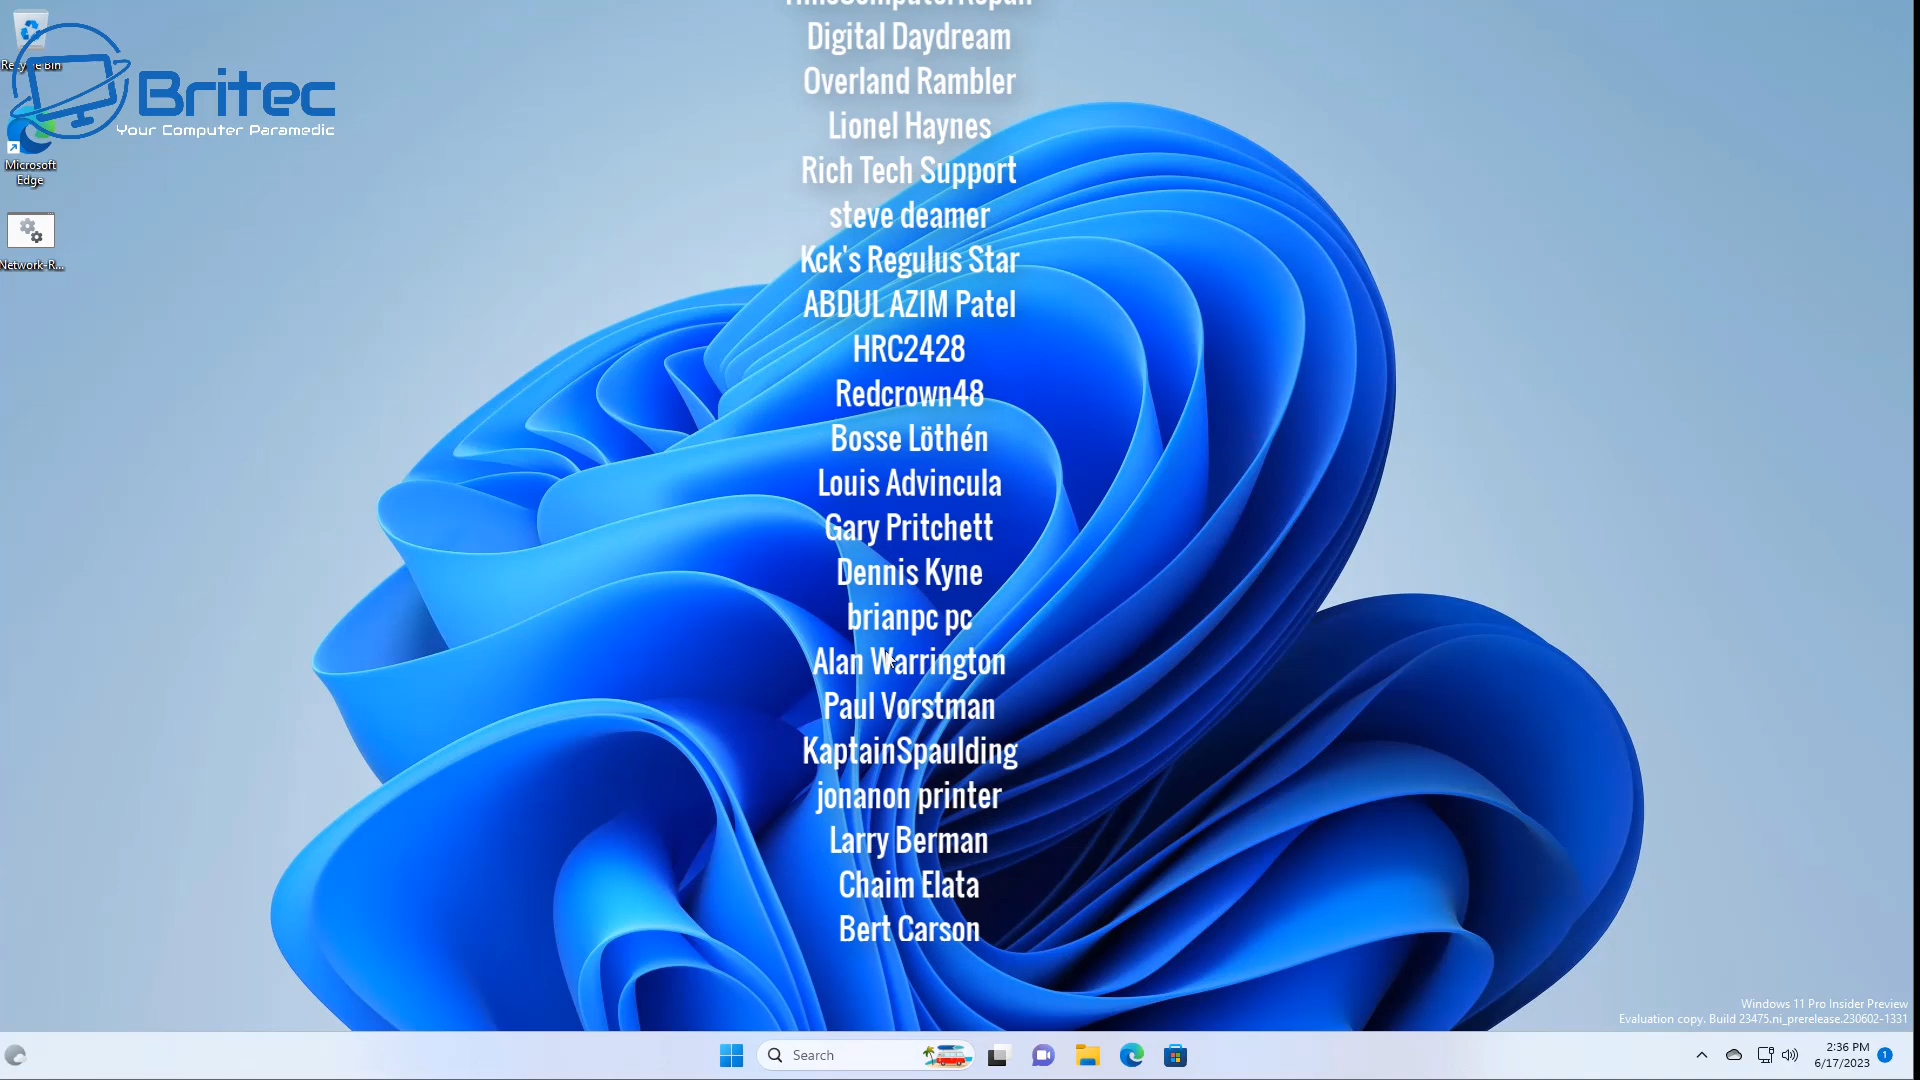 Digital Daydream
Overland Rambler
Lionel Haynes
Rich Tech Support
steve deamer
Kck's Regulus Star
ABDUL AZIM Patel
HRC2428
Redcrown48
Bosse Löthén
Louis Advincula
Gary Pritchett
Dennis Kyne
brianpc pc
Alan Warrington
Paul Vorstman
KaptainSpaulding
jonanon printer
Larry Berman
Chaim Elata
Bert Carson
Recycle Bin
Britec
Your Computer Paramedic
Microsoft
Edge
Network-R...
Windows 11 Pro Insider Preview
Evaluation copy. Build 23475.ni_prerelease.230602-1331
Search
2:36 PM
6/17/2023
1